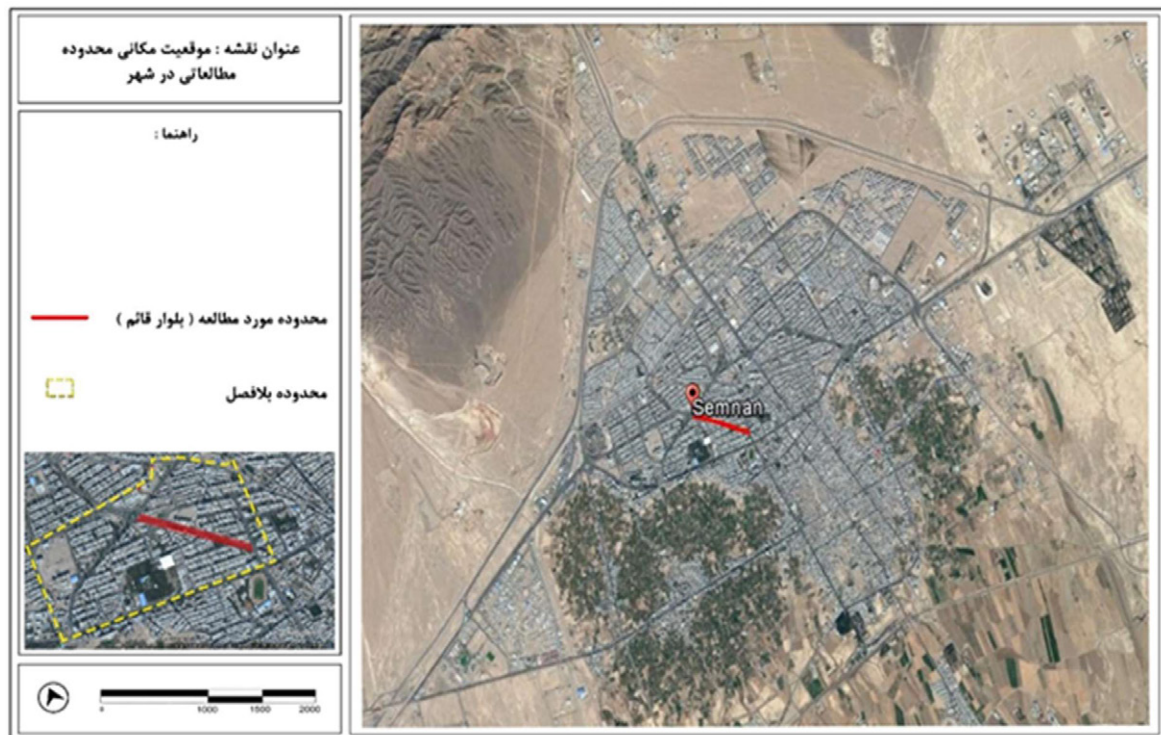 عنوان نقشه : موقعیت مکانی محدوده
مطالعاتی در شهر
راهنما :
محدوده مورد مطالعه ( بلوار قائم )
محدوده بلافصل
0 1000 1500 2000
Semnan